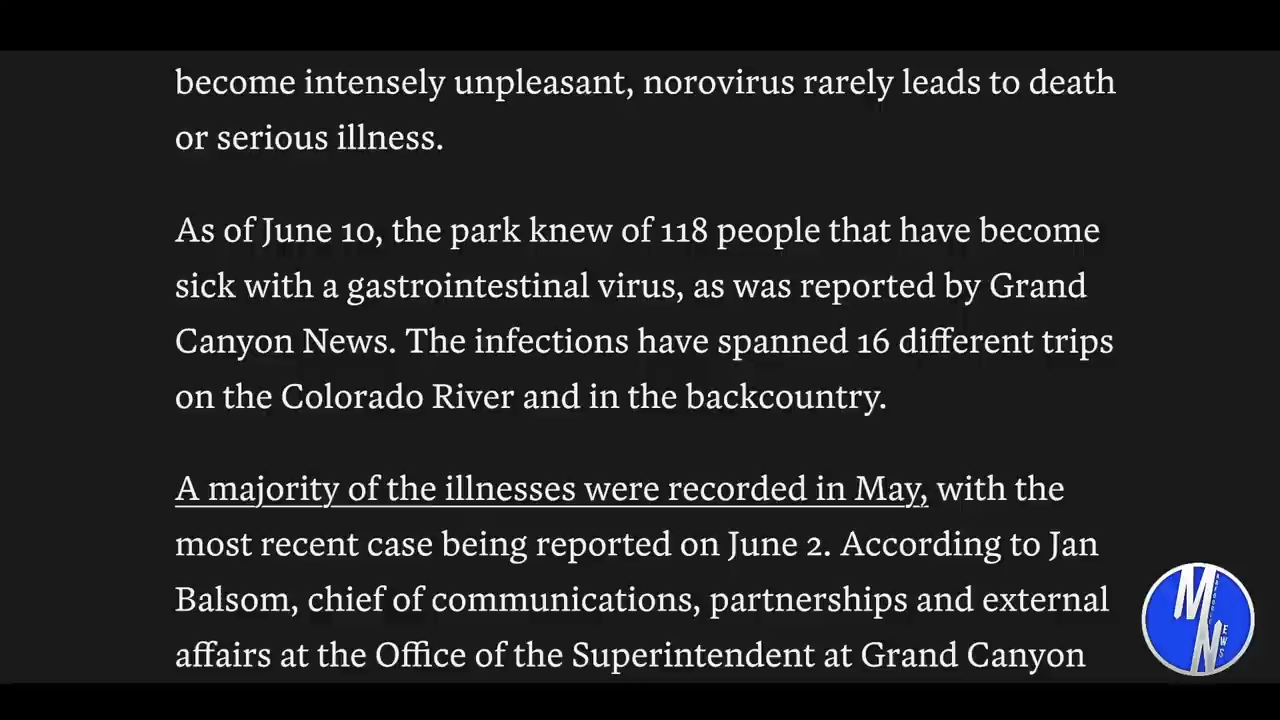 become intensely unpleasant, norovirus rarely leads to death
or serious illness.
As of June 10, the park knew of 118 people that have become
sick with a gastrointestinal virus, as was reported by Grand
Canyon News. The infections have spanned 16 different trips
on the Colorado River and in the backcountry.
A majority of the illnesses were recorded in May, with the
most recent case being reported on June 2. According to Jan
Balsom, chief of communications, partnerships and external
affairs at the Office of the Superintendent at Grand Canyon
M
NEWS